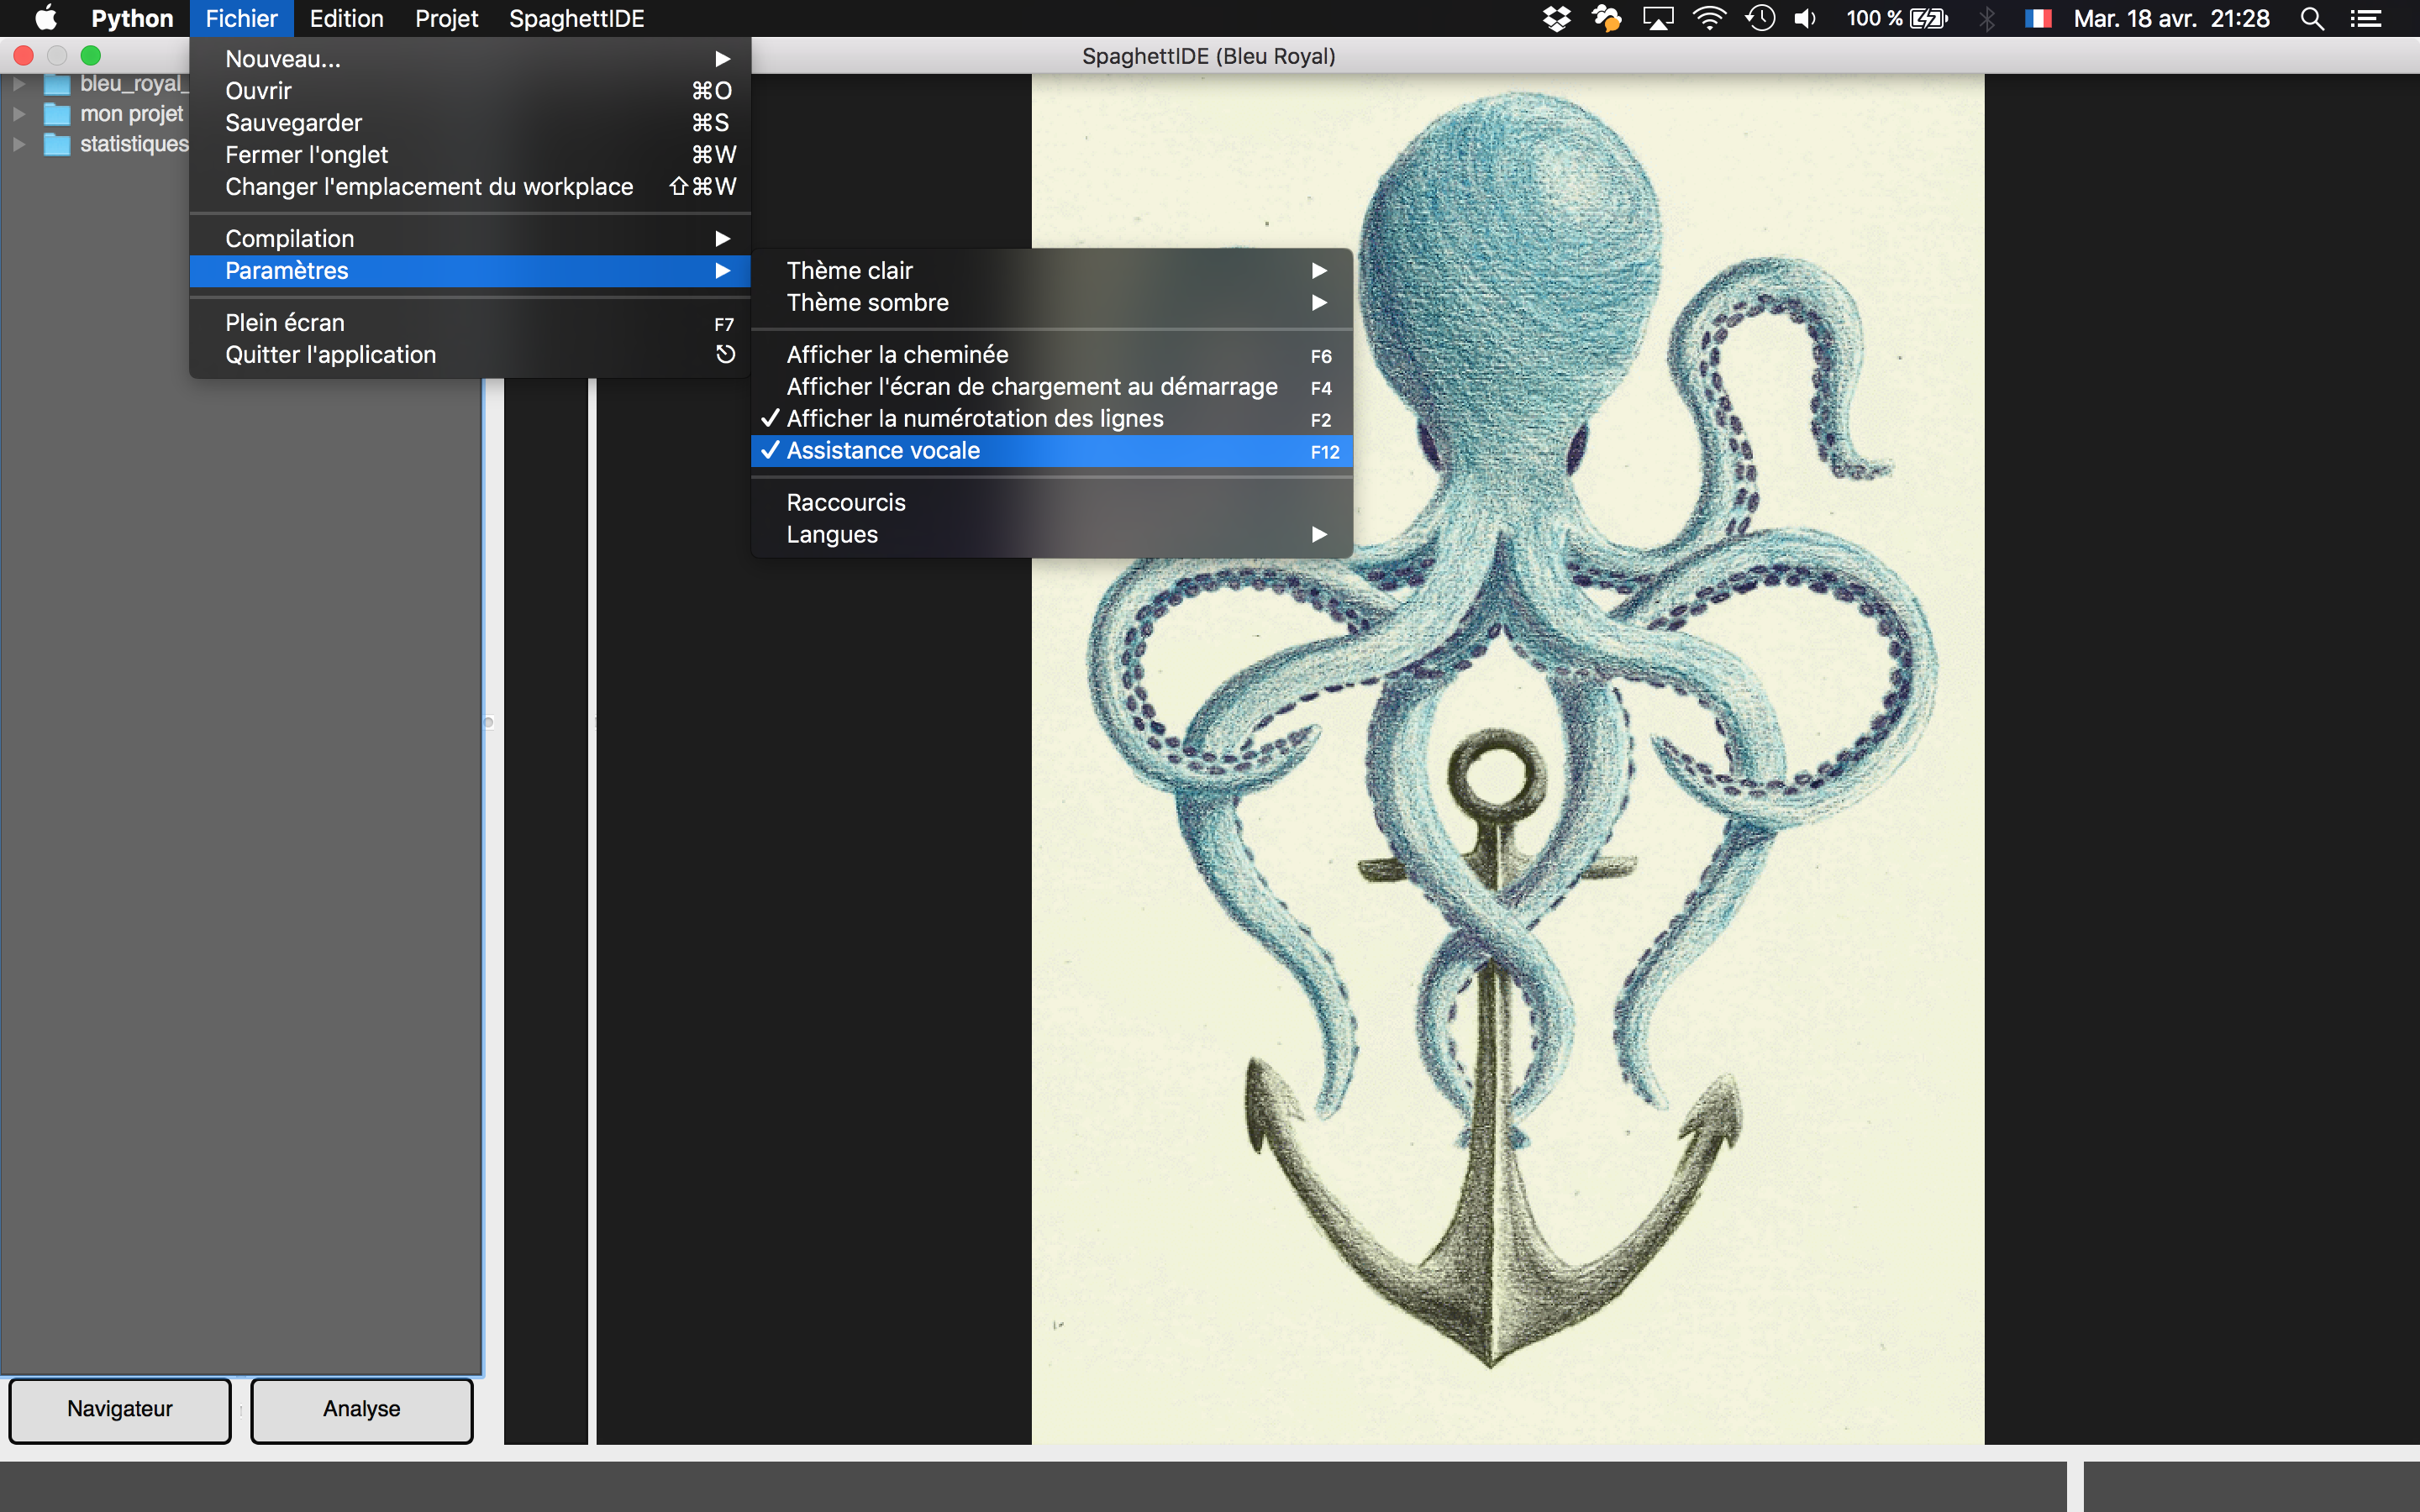 Python Fichier Edition Projet SpaghettIDE 100 % Mar. 18 avr. 21:28
SpaghettIDE (Bleu Royal)
bleu_royal_
mon projet
statistiques
Nouveau...
Ouvrir ⌘O
Sauvegarder ⌘S
Fermer l'onglet ⌘W
Changer l'emplacement du workplace ⇧⌘W
Compilation
Paramètres
Plein écran F7
Quitter l'application ⎋
Thème clair
Thème sombre
Afficher la cheminée F6
Afficher l'écran de chargement au démarrage F4
✓ Afficher la numérotation des lignes F2
✓ Assistance vocale F12
Raccourcis
Langues
Navigateur
Analyse